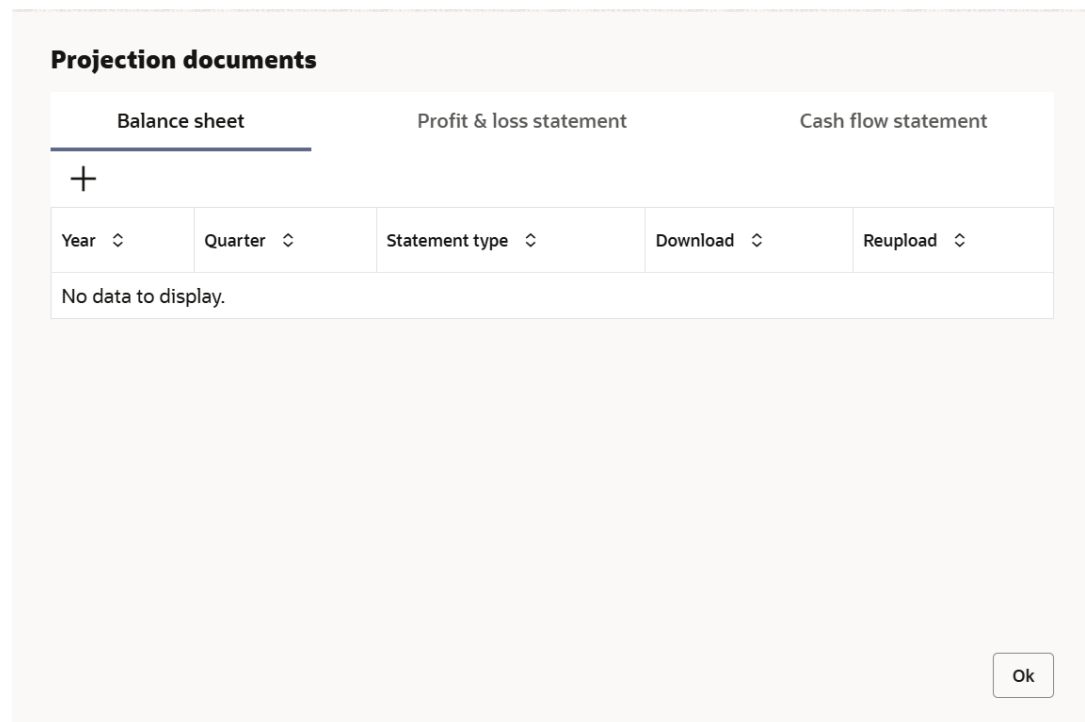 Projection documents
Balance sheet Profit & loss statement Cash flow statement
Year Quarter Statement type Download Reupload
No data to display.
Ok